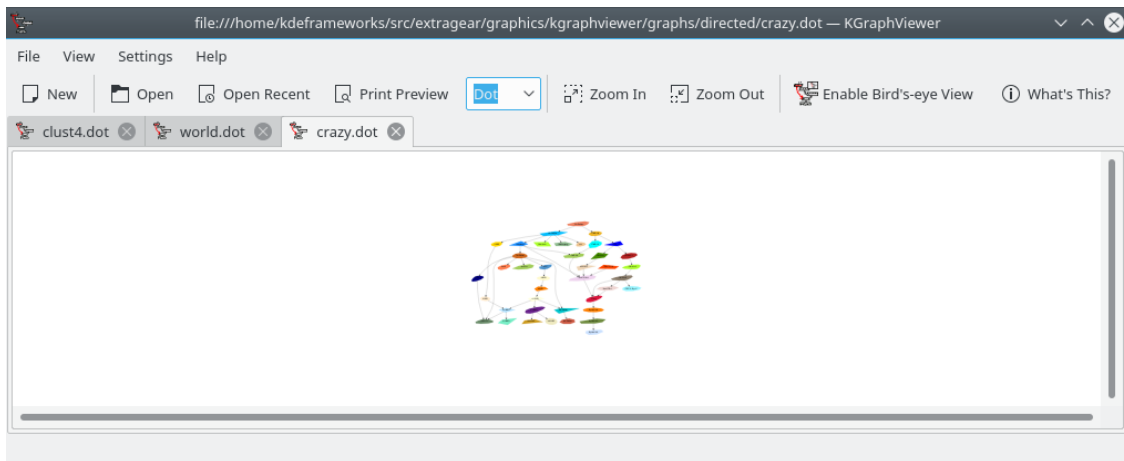 file:///home/kdeframeworks/src/extragear/graphics/kgraphviewer/graphs/directed/crazy.dot — KGraphViewer
File View Settings Help
New Open Open Recent Print Preview Dot Zoom In Zoom Out Enable Bird's-eye View What's This?
clust4.dot world.dot crazy.dot